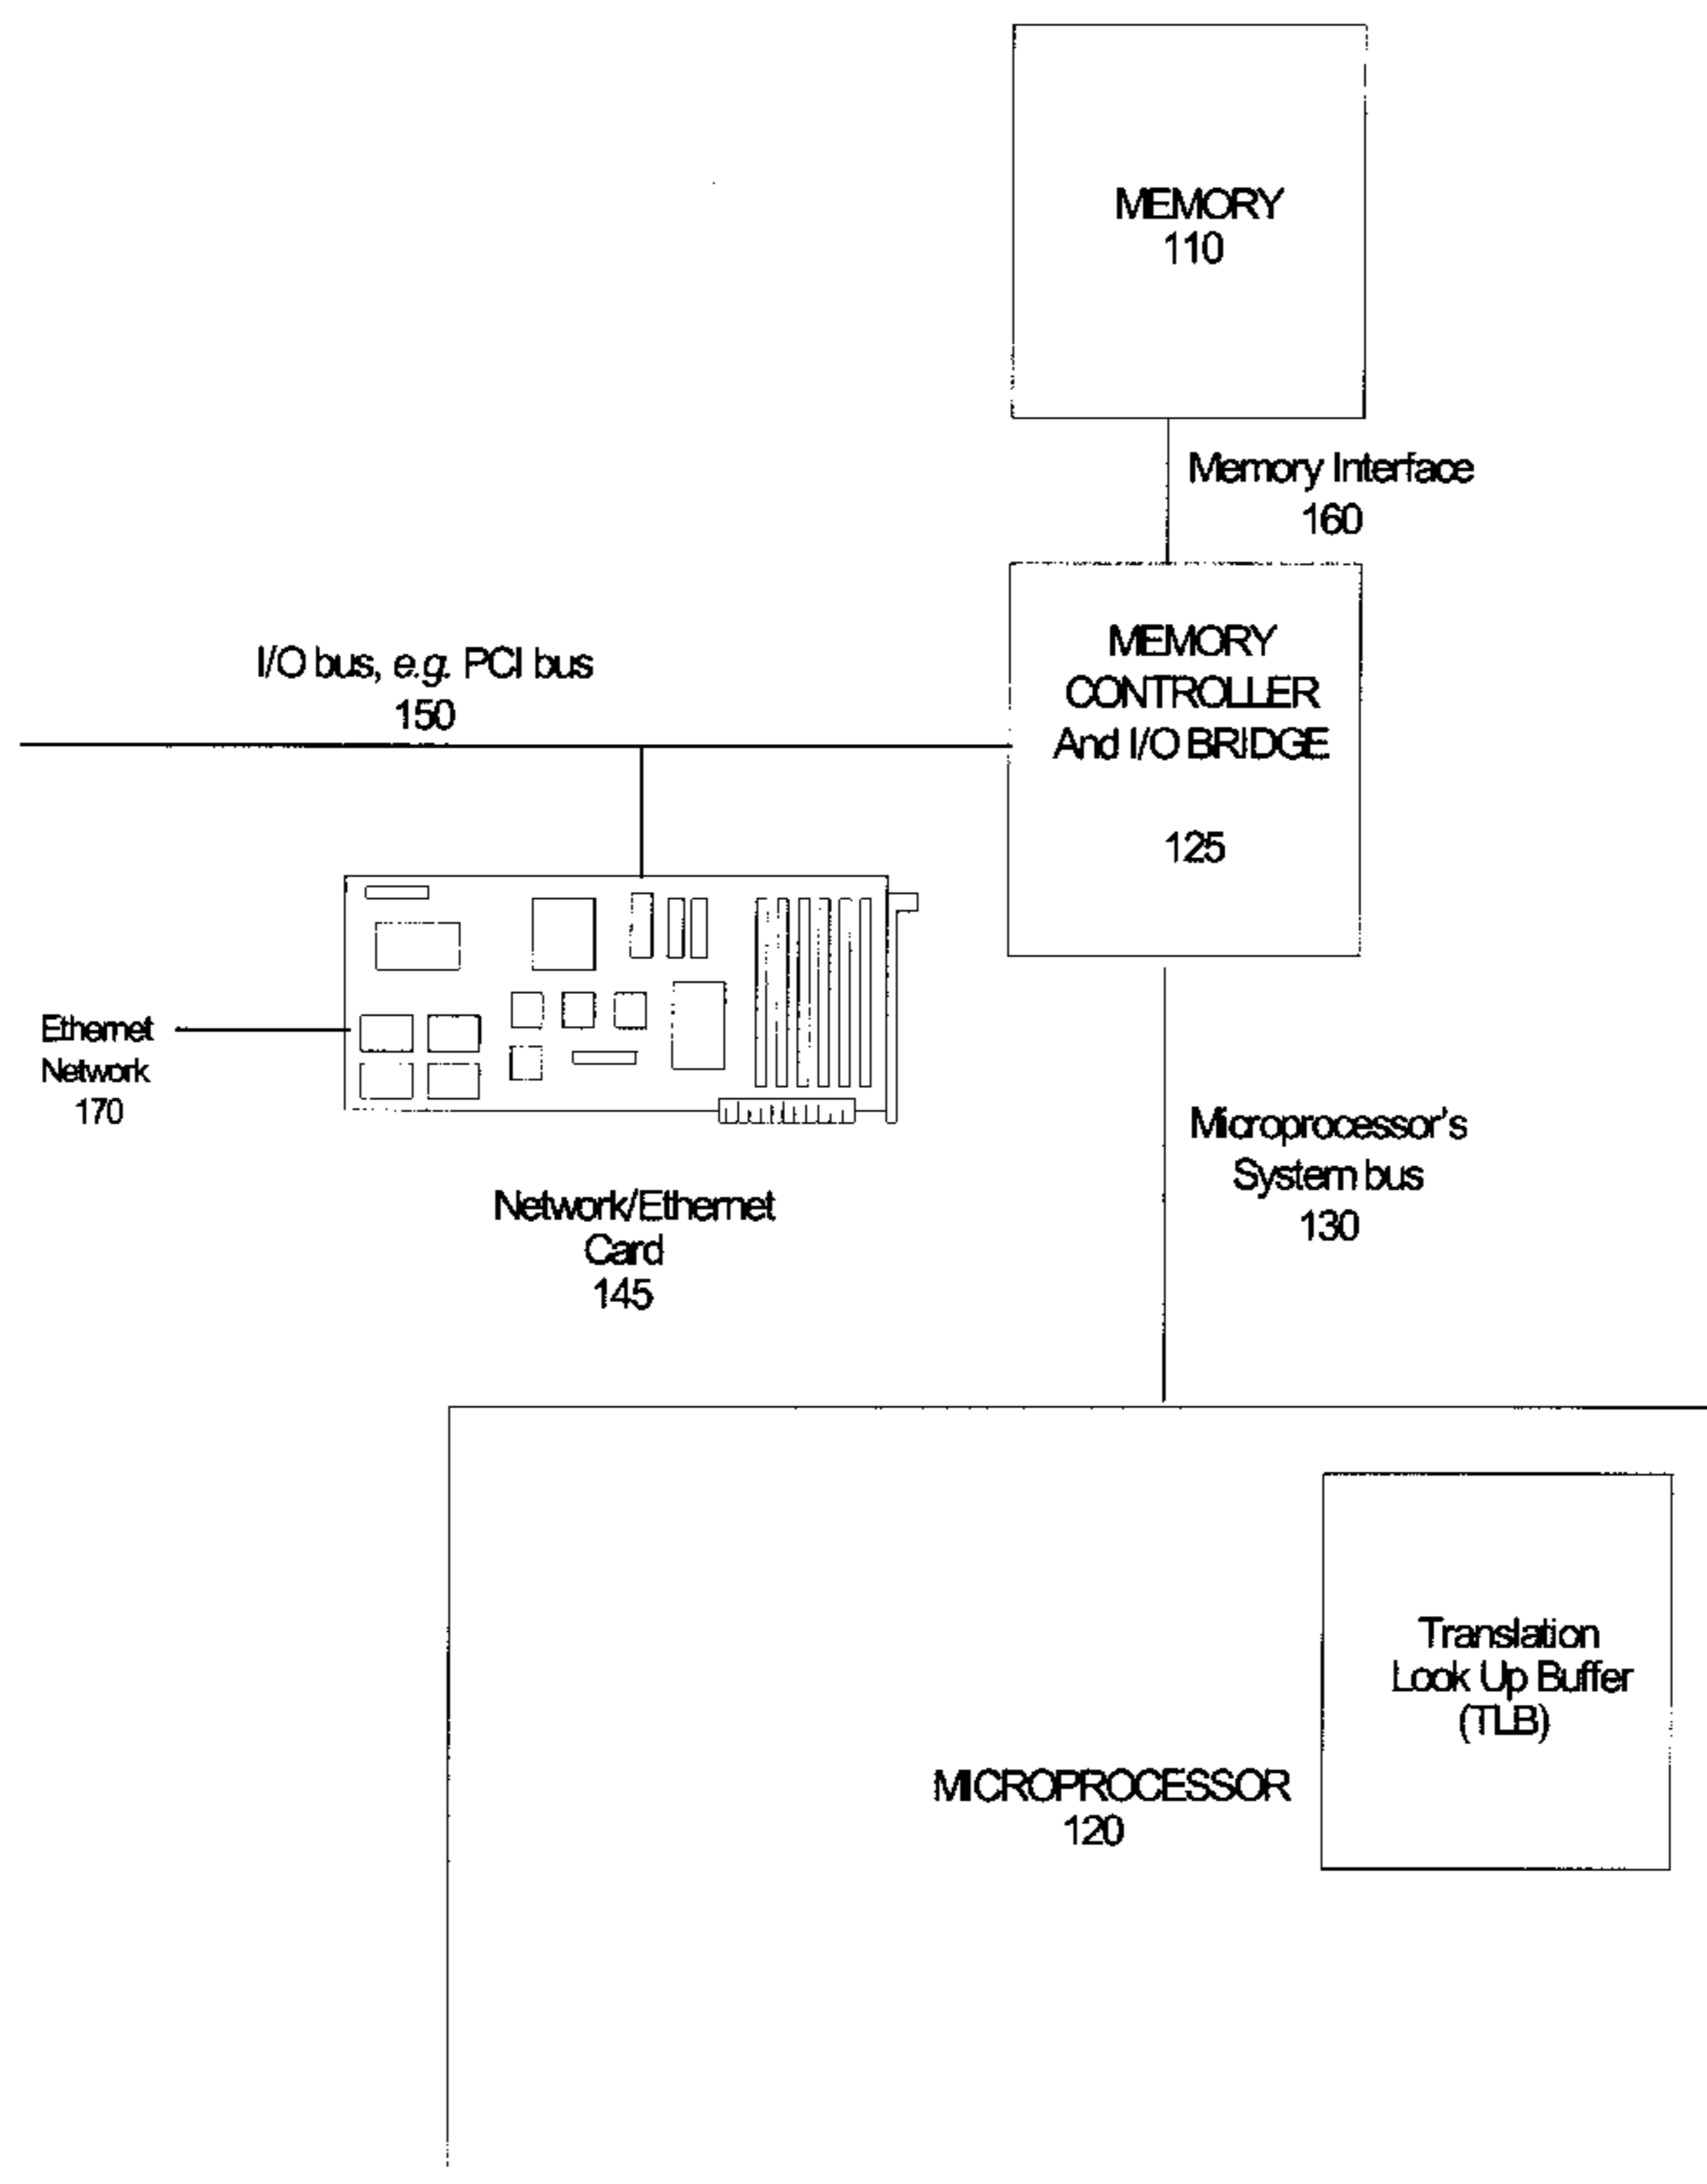 MEMORY
110
Memory Interface
160
I/O bus, e.g. PCI bus
150
MEMORY
CONTROLLER
And I/O BRIDGE
125
Ethernet
Network
170
Network/Ethernet
Card
145
Microprocessor's
System bus
130
Translation
Look Up Buffer
(TLB)
MICROPROCESSOR
120